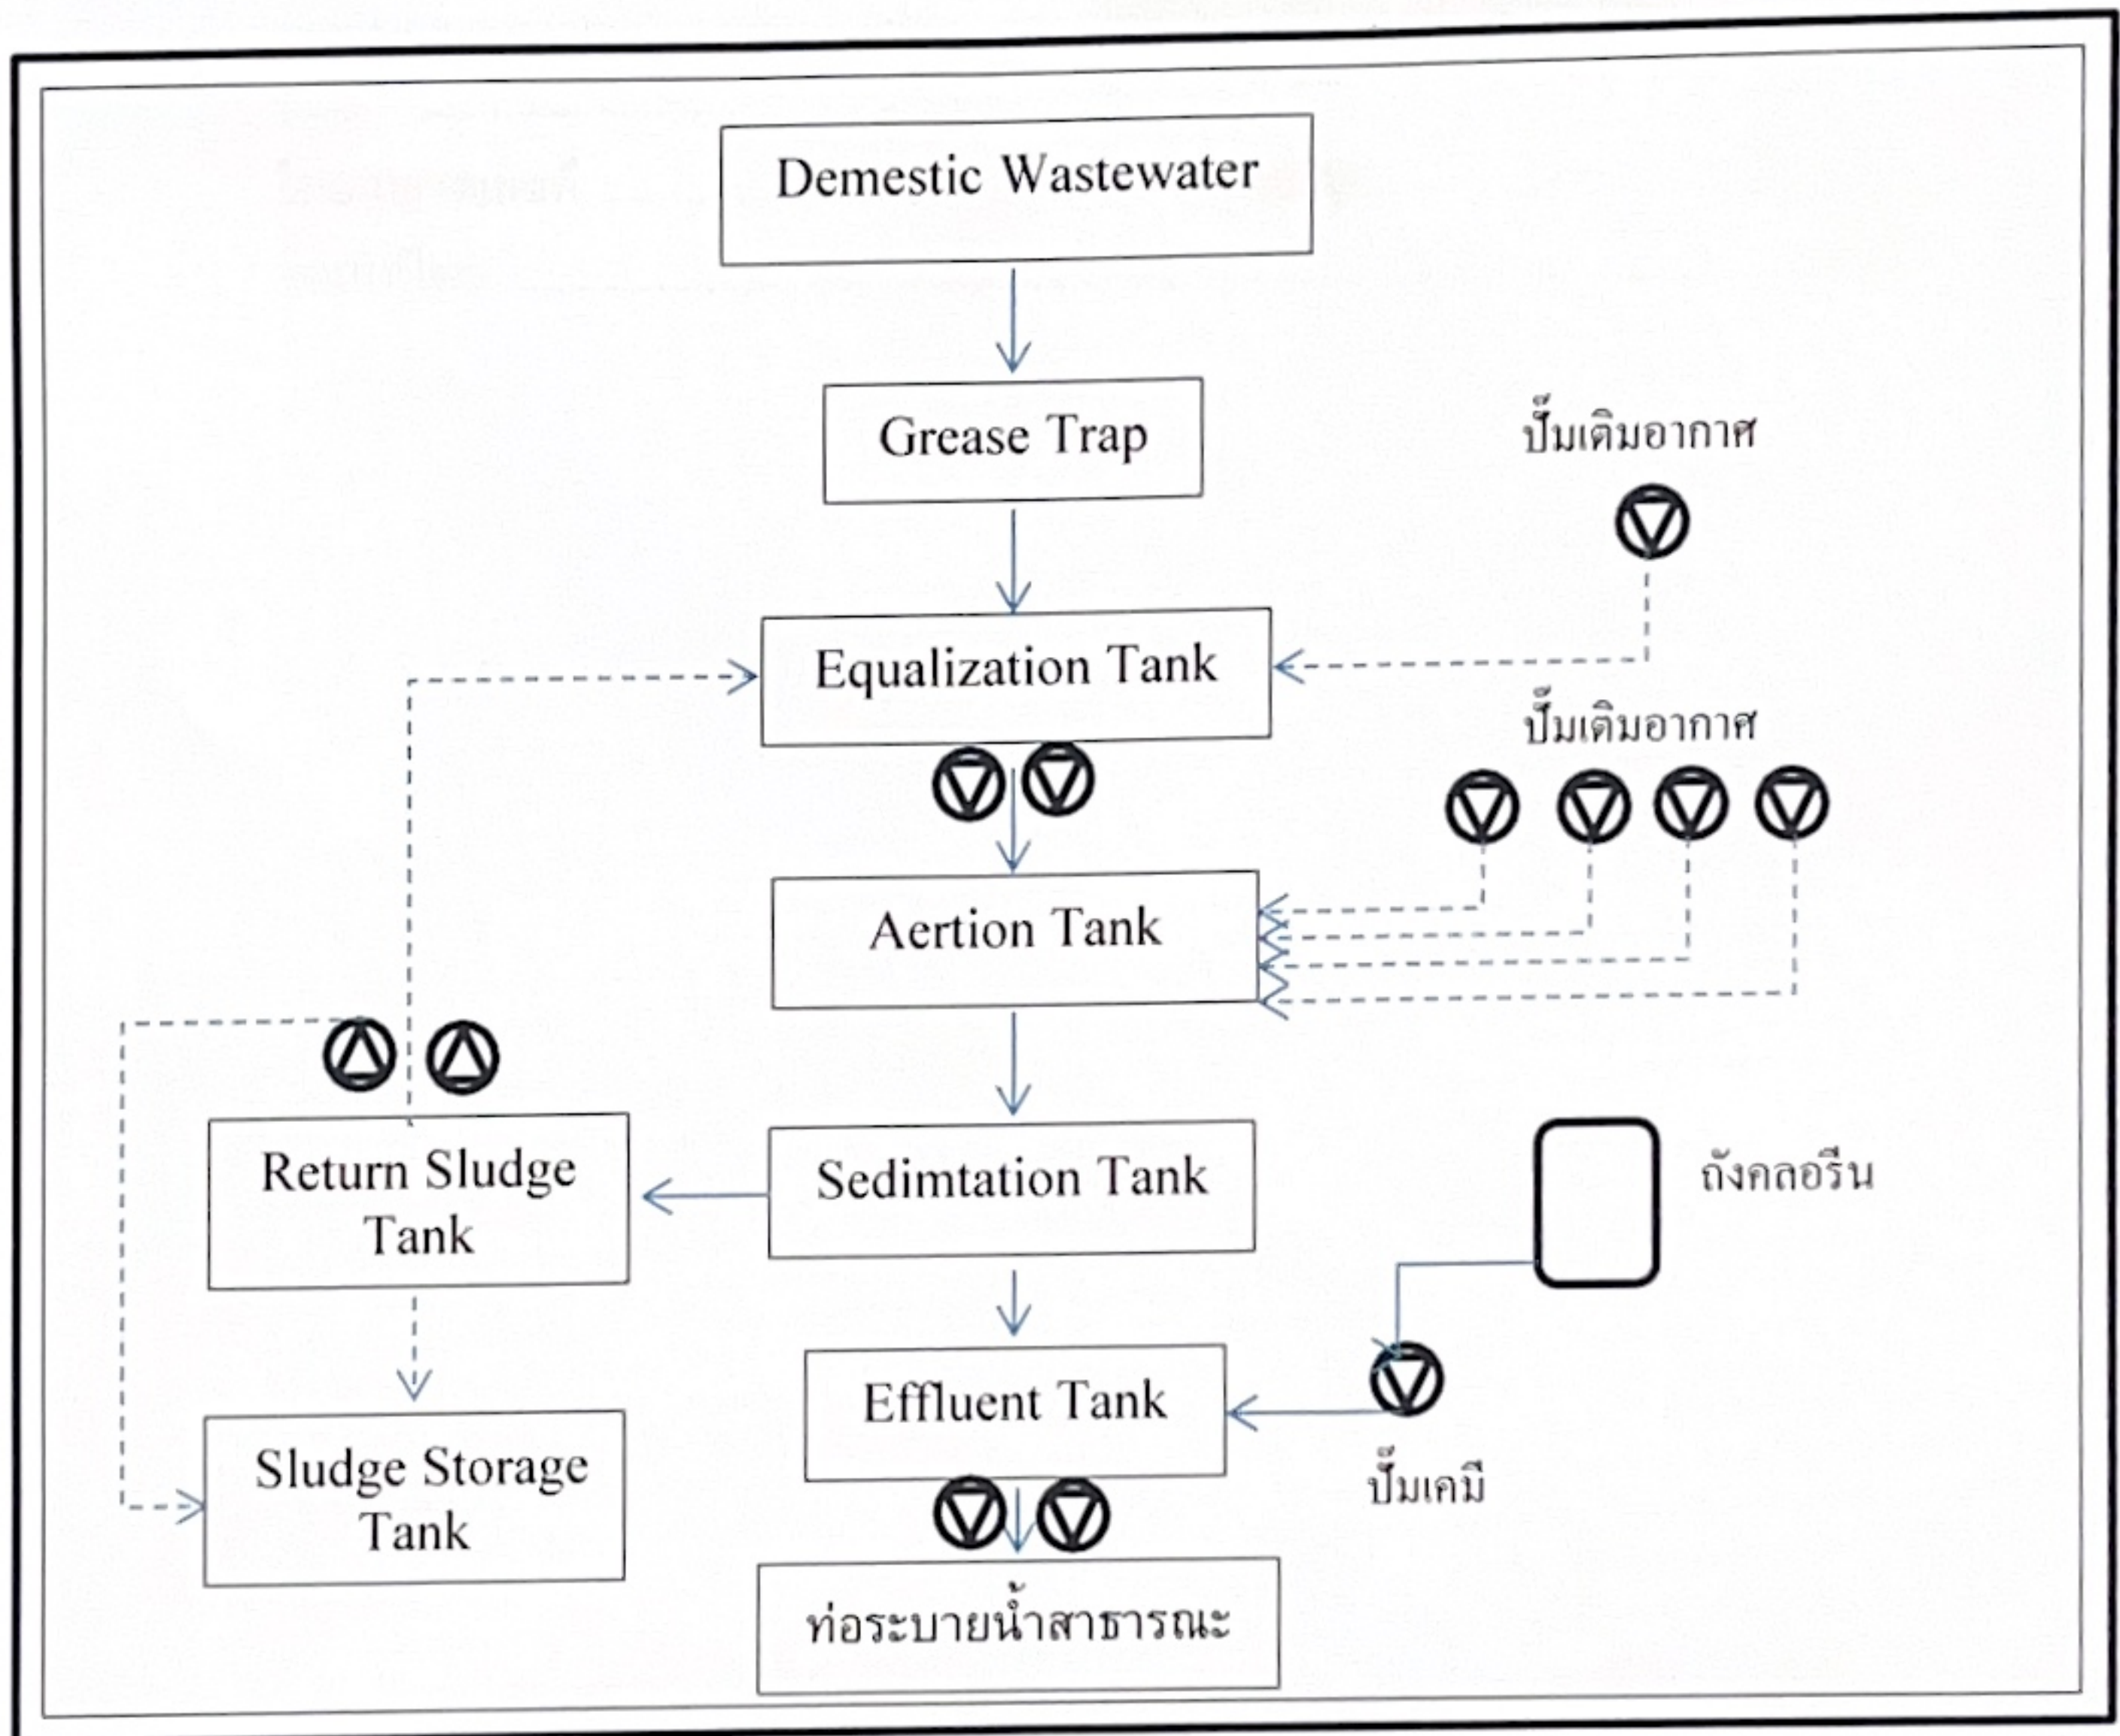 Demestic Wastewater
Grease Trap
ปั๊มเติมอากาศ
Equalization Tank
ปั๊มเติมอากาศ
Aertion Tank
Return Sludge
Tank
Sedimtation Tank
ถังคลอรีน
Effluent Tank
ปั๊มเคมี
Sludge Storage
Tank
ท่อระบายน้ำสาธารณะ